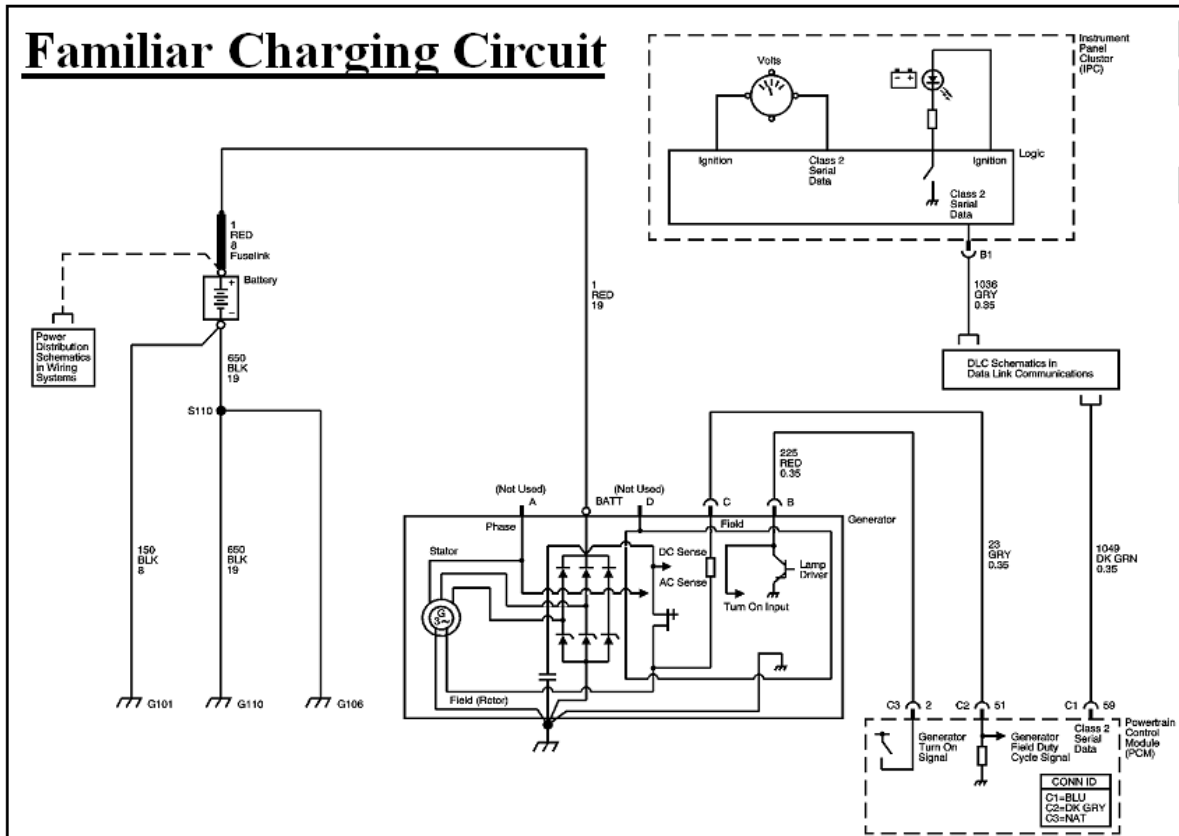 Familiar Charging Circuit
Instrument
Panel
Cluster
(IPC)
Volts
Ignition
Class 2
Serial
Data
Ignition
Logic
Class 2
Serial
Data
B1
1036
GRY
0.35
DLC Schematics in
Data Link Communications
1
RED
8
Fuselink
Battery
+
-
Power
Distribution
Schematics
in Wiring
Systems
650
BLK
19
S110
1
RED
19
150
BLK
8
650
BLK
19
G101
G110
G106
(Not Used)
A
BATT
(Not Used)
D
C
B
225
RED
0.35
Generator
Phase
Field
Stator
DC Sense
AC Sense
Lamp
Driver
Turn On Input
G
3~
Field (Rotor)
23
GRY
0.35
1049
DK GRN
0.35
C3 2
C2 51
C1 59
Powertrain
Control
Module
(PCM)
Generator
Turn On
Signal
Generator
Field Duty
Cycle Signal
Class 2
Serial
Data
CONN ID
C1=BLU
C2=DK GRY
C3=NAT